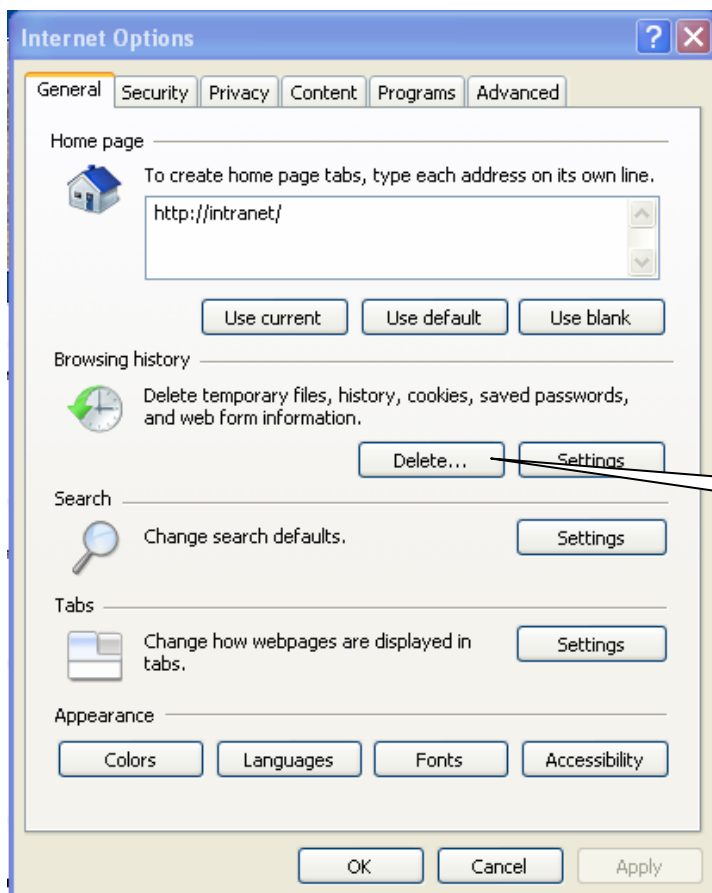 Internet Options
General Security Privacy Content Programs Advanced
Home page
To create home page tabs, type each address on its own line.
http://intranet/
Use current Use default Use blank
Browsing history
Delete temporary files, history, cookies, saved passwords,
and web form information.
Delete... Settings
Search
Change search defaults. Settings
Tabs
Change how webpages are displayed in Settings
tabs.
Appearance
Colors Languages Fonts Accessibility
OK Cancel Apply